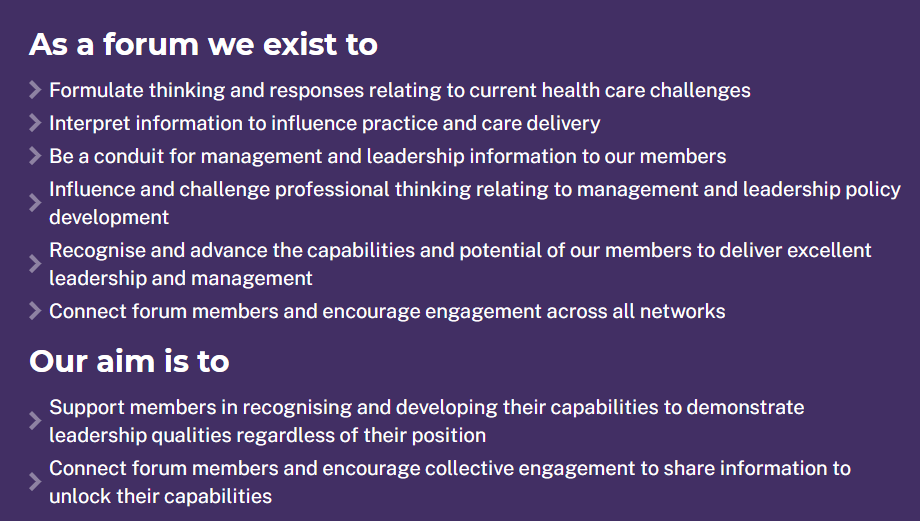 As a forum we exist to
Formulate thinking and responses relating to current health care challenges
Interpret information to influence practice and care delivery
Be a conduit for management and leadership information to our members
Influence and challenge professional thinking relating to management and leadership policy
development
Recognise and advance the capabilities and potential of our members to deliver excellent
leadership and management
Connect forum members and encourage engagement across all networks
Our aim is to
Support members in recognising and developing their capabilities to demonstrate
leadership qualities regardless of their position
Connect forum members and encourage collective engagement to share information to
unlock their capabilities